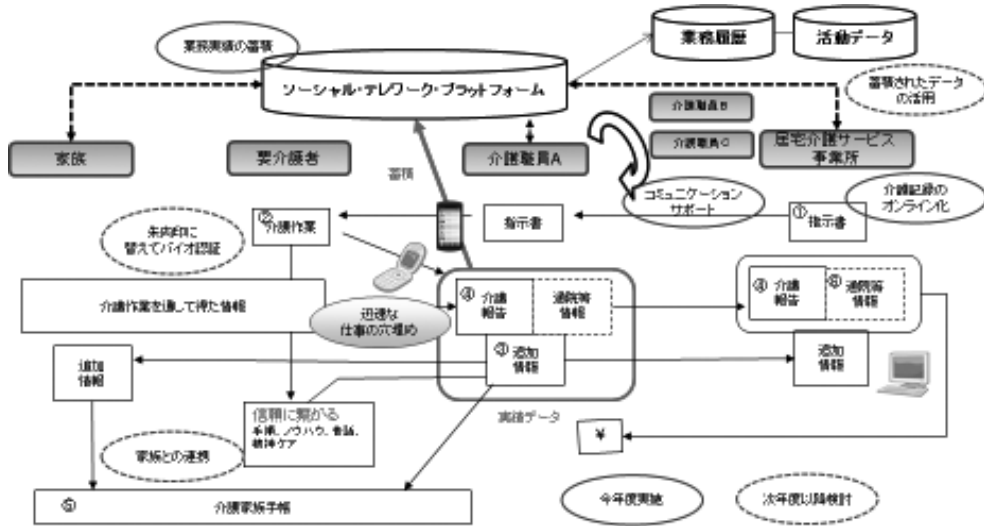 業務実績の蓄積
業務履歴
活動データ
ソーシャル・テレワーク・プラットフォーム
蓄積されたデータ
の活用
介護職員B
介護職員C
家族
要介護者
介護職員A
居宅介護サービス
事業所
蓄積
コミュニケーション
サポート
介護記録の
オンライン化
朱肉印に
替えてバイオ認証
②
介護作業
指示書
①
指示書
介護作業を通して得た情報
迅速な
仕事の穴埋め
④ 介護
報告
通院等
情報
④ 介護
報告
⑥ 通院等
情報
③
追加
情報
追加
情報
追加
情報
実績データ
信頼に繋がる
手順、ノウハウ、会話、
精神ケア
¥
家族との連携
⑤
介護家族手帳
今年度実施
次年度以降検討